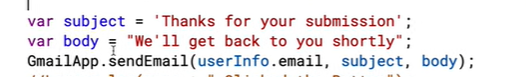 var subject = 'Thanks for your submission';
var body = "We'll get back to you shortly";
GmailApp.sendEmail(userInfo.email, subject, body);